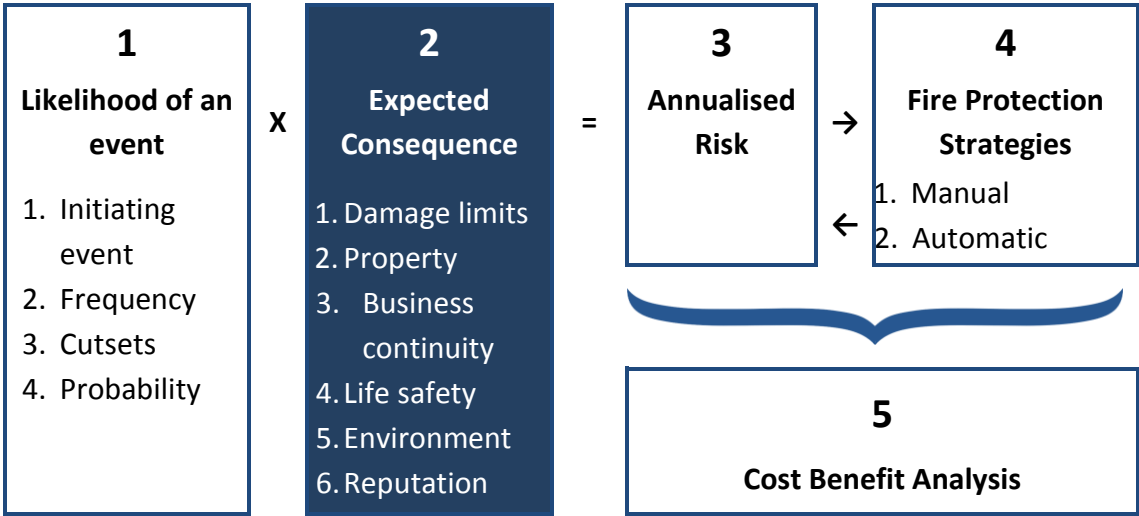 1
Likelihood of an
event
1. Initiating
event
2. Frequency
3. Cutsets
4. Probability
X
2
Expected
Consequence
1. Damage limits
2. Property
3. Business
continuity
4. Life safety
5. Environment
6. Reputation
=
3
Annualised
Risk
→
←
4
Fire Protection
Strategies
1. Manual
2. Automatic
5
Cost Benefit Analysis